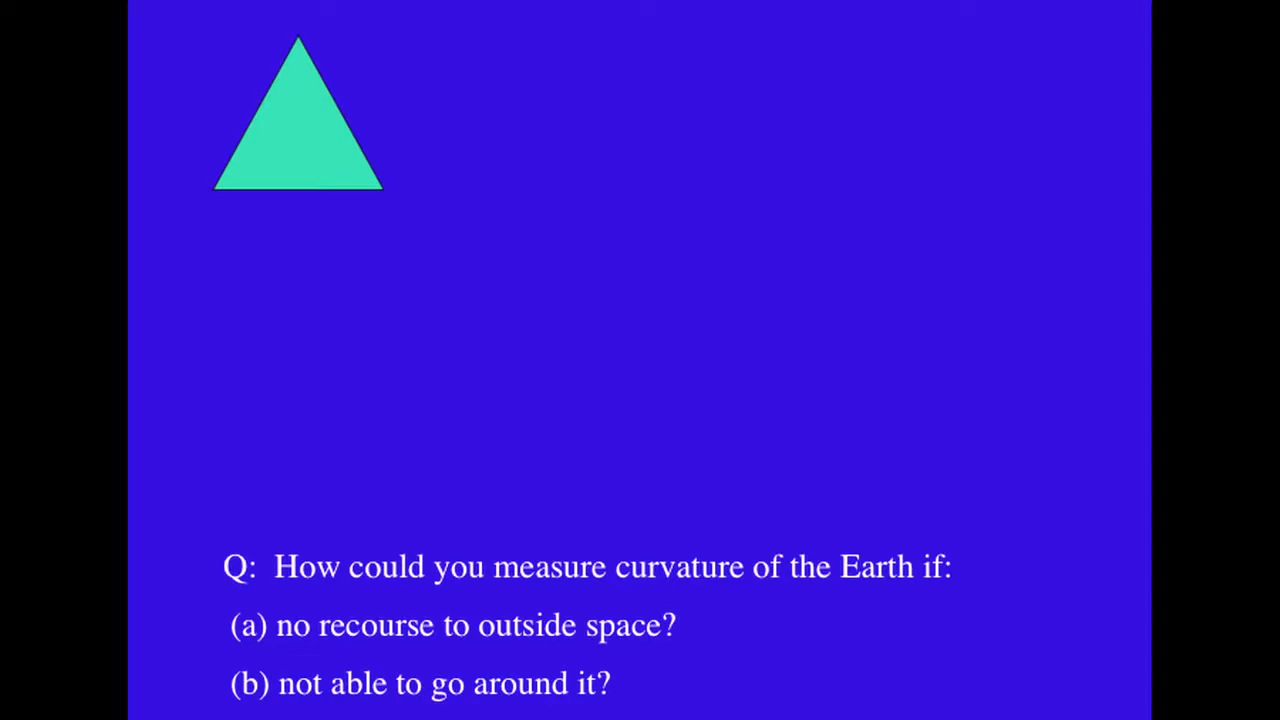 Q: How could you measure curvature of the Earth if:
(a) no recourse to outside space?
(b) not able to go around it?